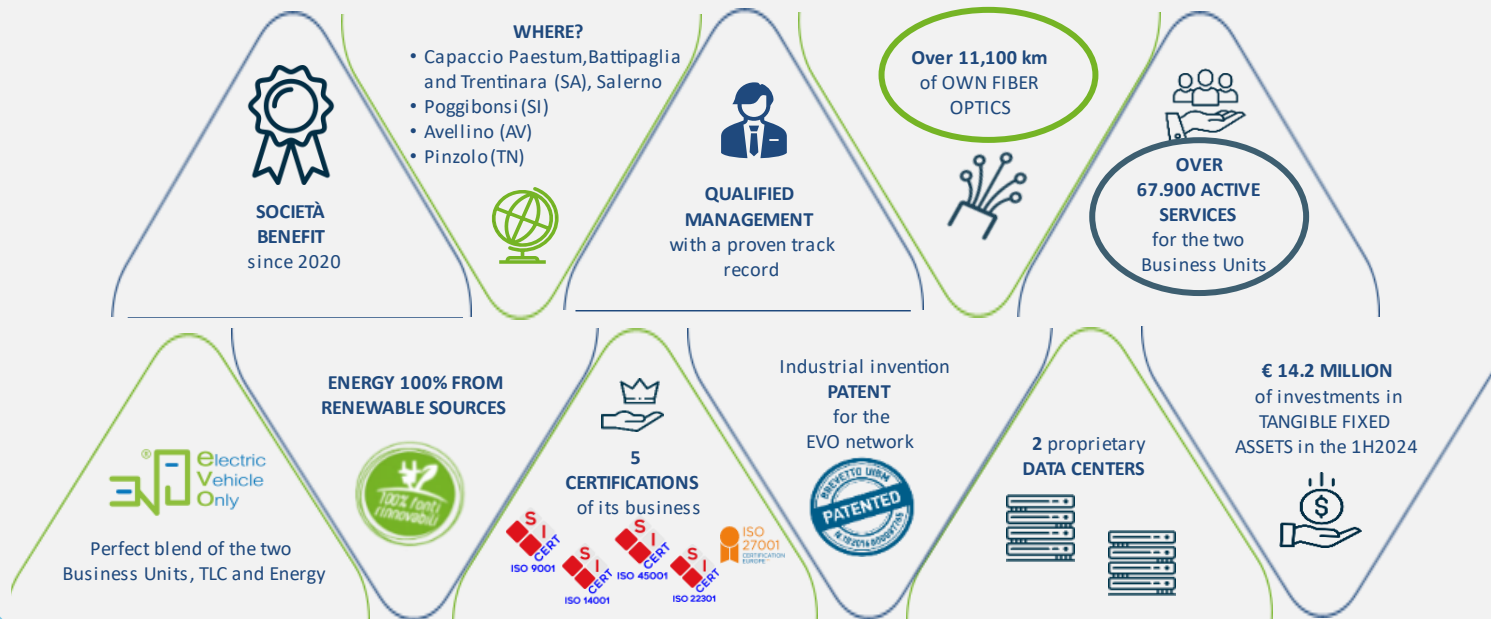 SOCIETÀ
BENEFIT
since 2020
WHERE?
• Capaccio Paestum,Battipaglia
and Trentinara (SA), Salerno
• Poggibonsi (SI)
• Avellino (AV)
• Pinzolo (TN)
QUALIFIED
MANAGEMENT
with a proven track
record
Over 11,100 km
of OWN FIBER
OPTICS
OVER
67.900 ACTIVE
SERVICES
for the two
Business Units
®
electric
Vehicle
Only
Perfect blend of the two
Business Units, TLC and Energy
ENERGY 100% FROM
RENEWABLE SOURCES
100% fonti
rinnovabili
5
CERTIFICATIONS
of its business
SI CERT
ISO 9001
SI CERT
ISO 14001
SI CERT
ISO 45001
SI CERT
ISO 22301
ISO
27001
CERTIFICATION
EUROPE
Industrial invention
PATENT
for the
EVO network
BREVETTO UIBM
PATENTED
2 proprietary
DATA CENTERS
€ 14.2 MILLION
of investments in
TANGIBLE FIXED
ASSETS in the 1H2024
$